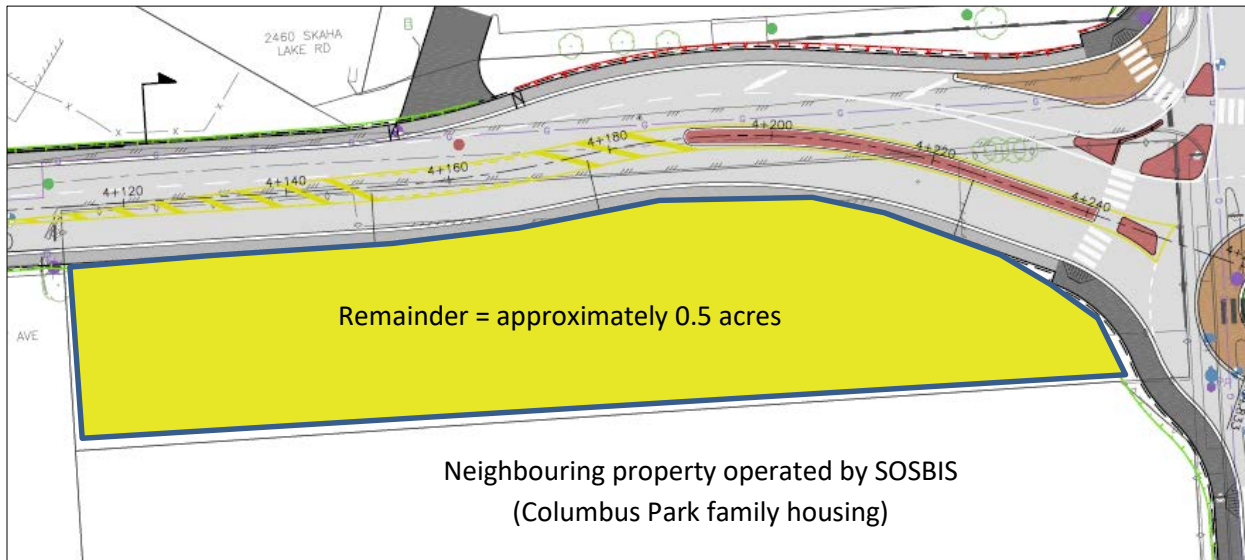 2460 SKAHA
LAKE RD
B
4+120
4+140
4+160
4+180
4+200
4+220
4+240
G
G
G
G
G
G
G
AVE
Remainder = approximately 0.5 acres
Neighbouring property operated by SOSBIS
(Columbus Park family housing)